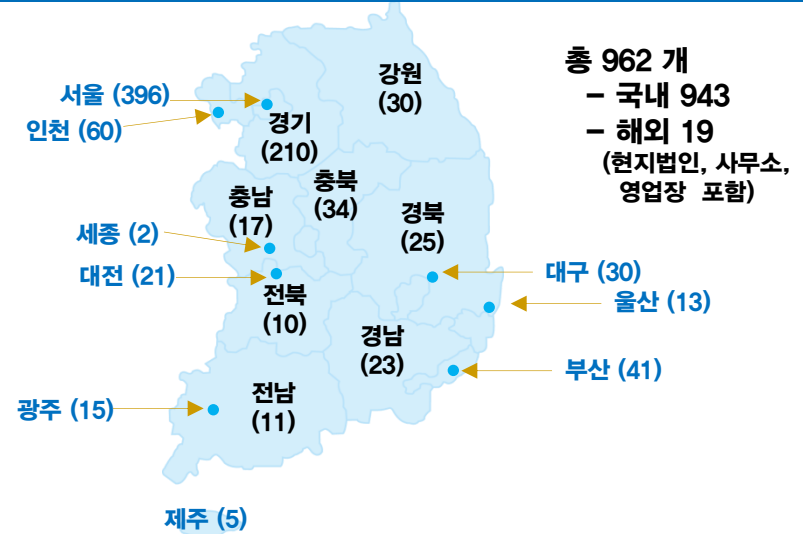 총 962 개
– 국내 943
– 해외 19
(현지법인, 사무소,
영업장 포함)
강원
(30)
서울 (396)
인천 (60)
경기
(210)
충북
(34)
충남
(17)
경북
(25)
세종 (2)
대전 (21)
대구 (30)
전북
(10)
울산 (13)
경남
(23)
부산 (41)
전남
(11)
광주 (15)
제주 (5)